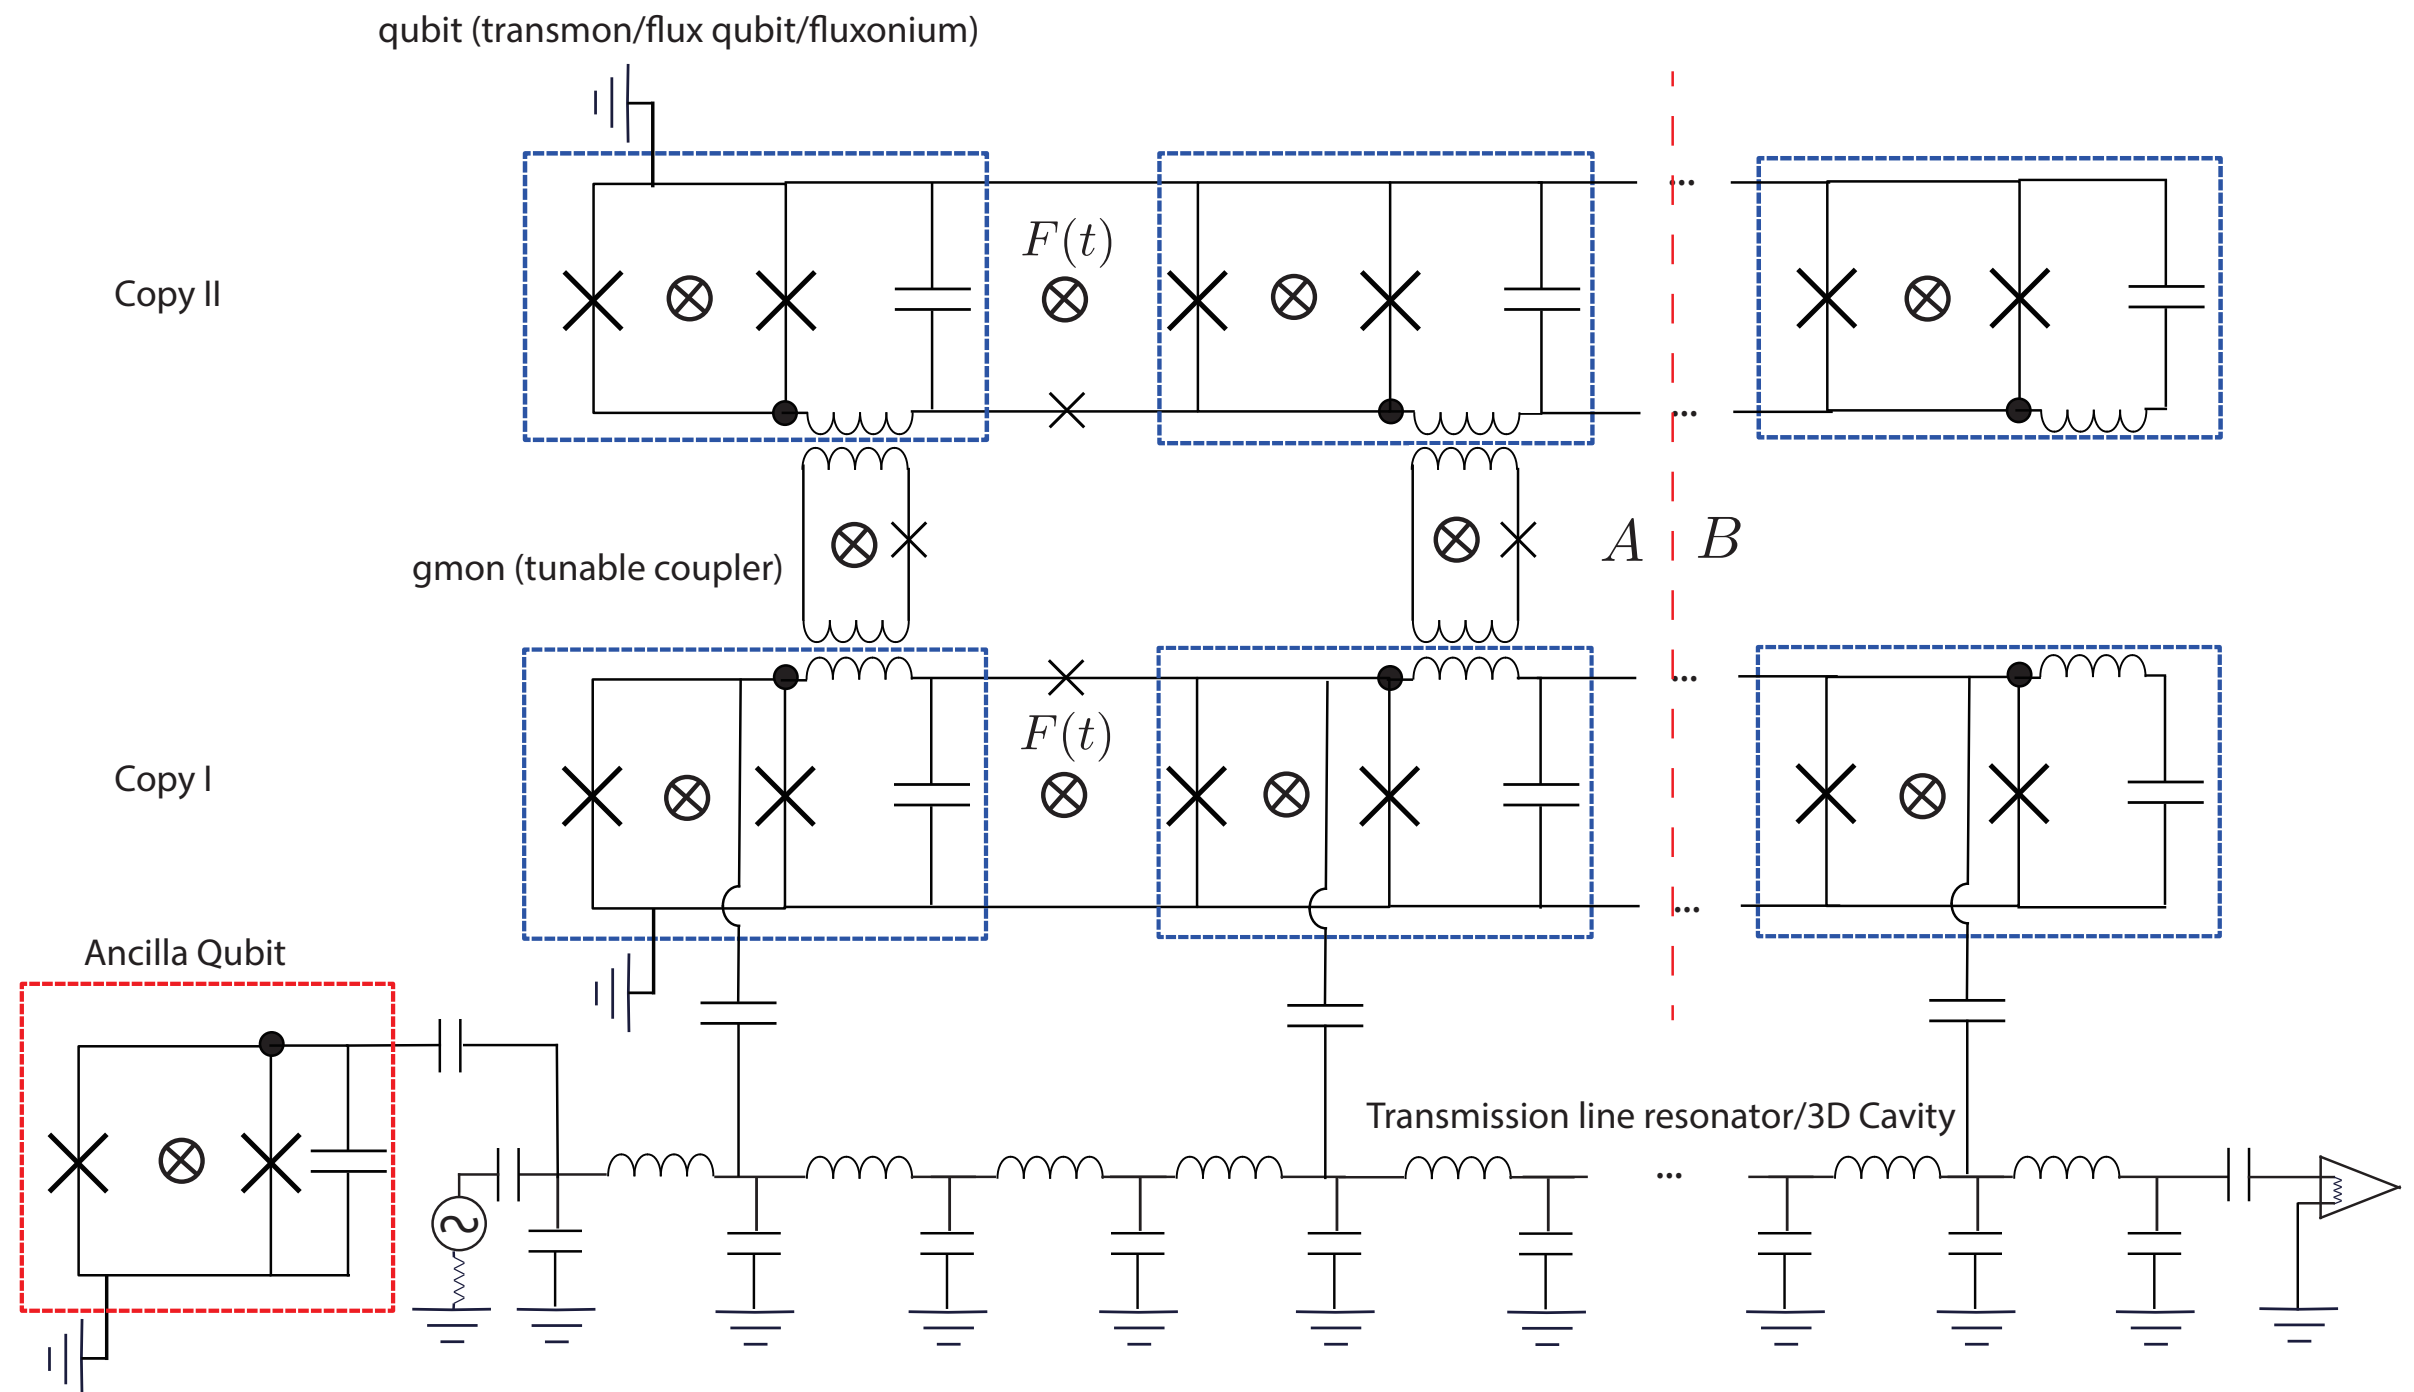 qubit (transmon/flux qubit/fluxonium)
...
F(t)
Copy II
...
A B
gmon (tunable coupler)
...
F(t)
Copy I
...
Ancilla Qubit
Transmission line resonator/3D Cavity
...